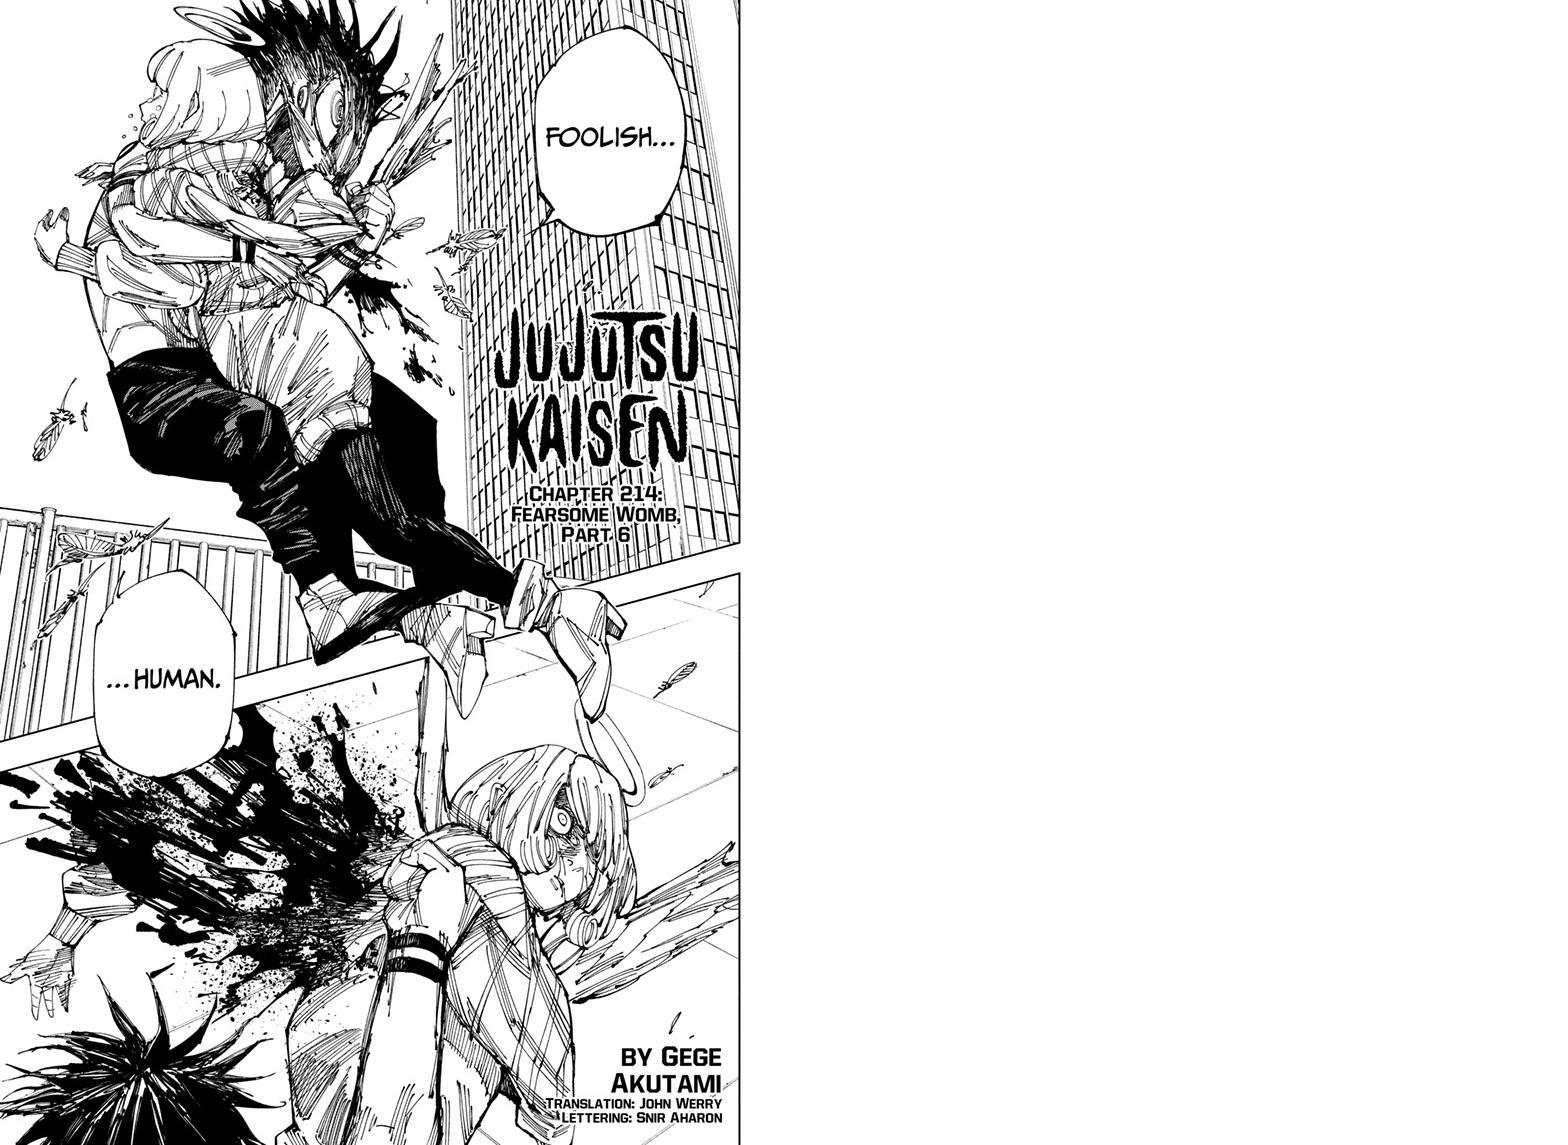 FOOLISH...
JUJUTSU
KAISEN
CHAPTER 214:
FEARSOME WOMB,
PART 6
...HUMAN.
BY GEGE
AKUTAMI
TRANSLATION: JOHN WERRY
LETTERING: SNIR AHARON